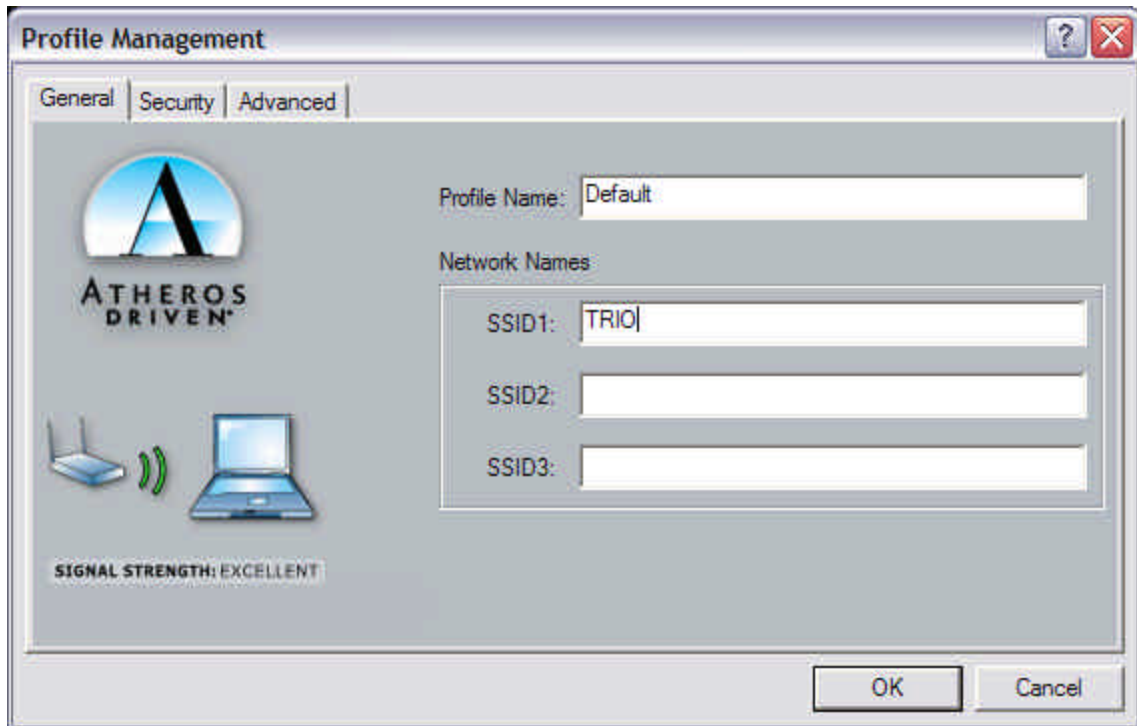 Profile Management
General Security Advanced
ATHEROS
DRIVEN
Profile Name: Default
Network Names
SSID1: TRIO
SSID2:
SSID3:
SIGNAL STRENGTH: EXCELLENT
OK Cancel